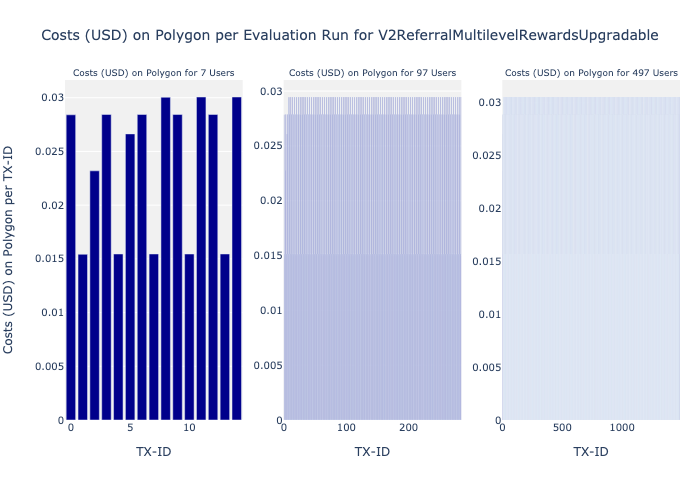 Costs (USD) on Polygon per Evaluation Run for V2ReferralMultilevelRewardsUpgradable
Costs (USD) on Polygon for 7 Users
Costs (USD) on Polygon for 97 Users
Costs (USD) on Polygon for 497 Users
Costs (USD) on Polygon per TX-ID
0.03
0.025
0.02
0.015
0.01
0.005
0
0 5 10
TX-ID
0.03
0.025
0.02
0.015
0.01
0.005
0
0 100 200
TX-ID
0.03
0.025
0.02
0.015
0.01
0.005
0
0 500 1000
TX-ID